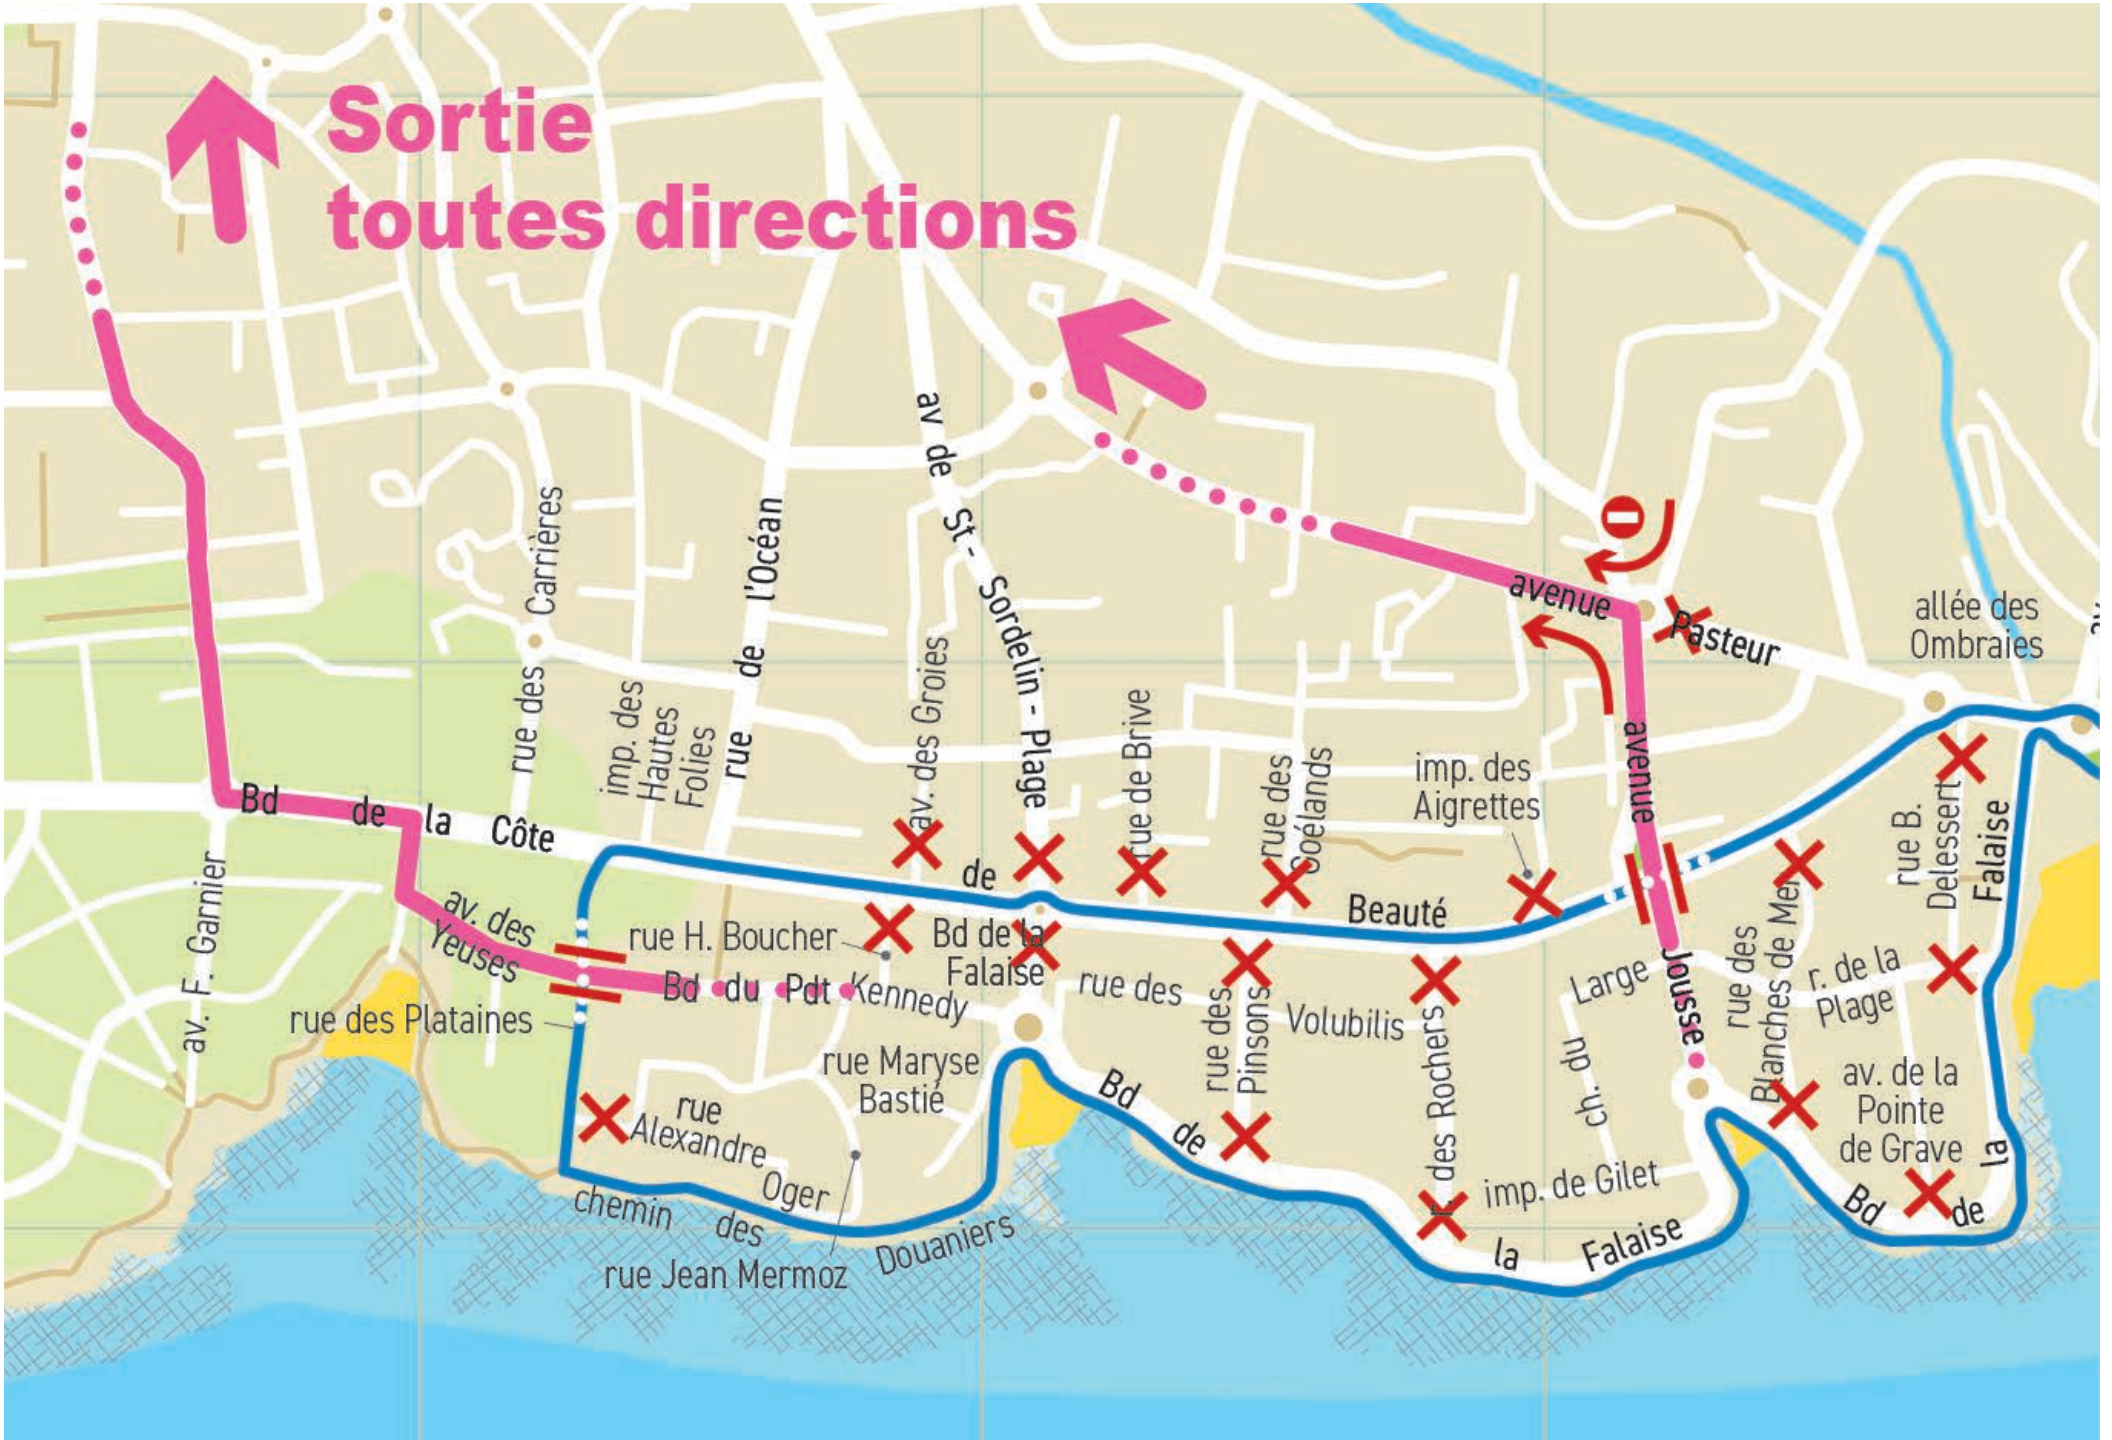 Sortie
toutes directions
av de St - Sordelin - Plage
rue des Carrières
rue de l'Océan
avenue Pasteur
allée des
Ombraies
imp. des
Hautes
Folies
av. des Groies
rue de Brive
rue des
Goélands
imp. des
Aigrettes
avenue Jousse
rue B.
Delessert
Bd de la Côte de Beauté
av. F. Garnier
av. des
Yeuses
rue H. Boucher
Bd de la
Falaise
Bd du Pdt Kennedy
rue des Plataines
rue des Volubilis
rue des
Pinsons
r. des Rochers
Large
ch. du
rue des
Blanches de Mer
r. de la
Plage
av. de la
Pointe
de Grave
rue Maryse
Bastié
rue
Alexandre
Oger
chemin des Douaniers
rue Jean Mermoz
imp. de Gilet
Bd de la Falaise
Bd de la Falaise